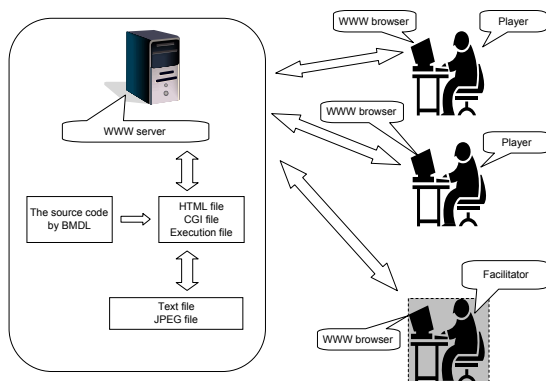 WWW browser
Player
WWW server
WWW browser
Player
The source code
by BMDL
HTML file
CGI file
Execution file
Text file
JPEG file
Facilitator
WWW browser